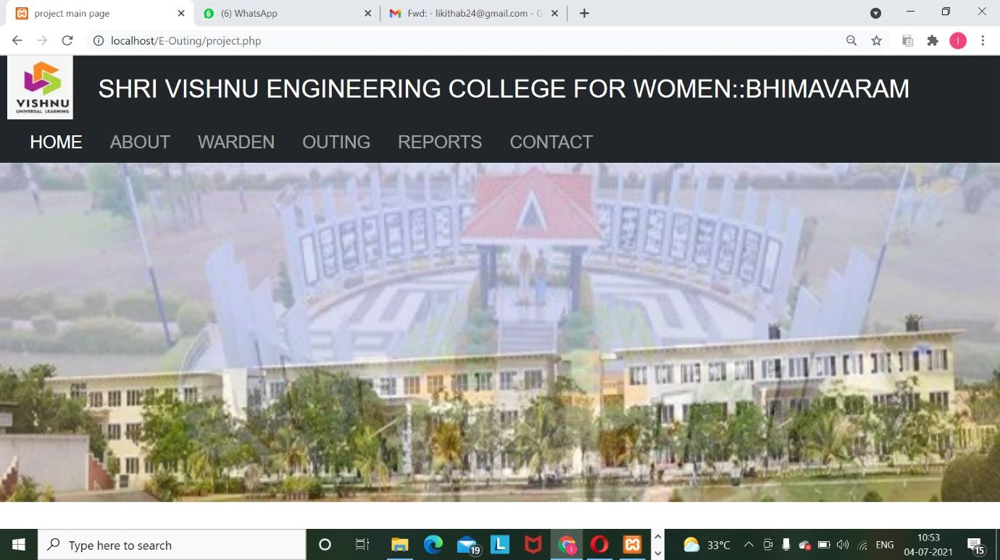 project main page
(6) WhatsApp
Fwd: - likithab24@gmail.com - G
localhost/E-Outing/project.php
I
VISHNU
UNIVERSAL LEARNING
SHRI VISHNU ENGINEERING COLLEGE FOR WOMEN::BHIMAVARAM
HOME ABOUT WARDEN OUTING REPORTS CONTACT
Type here to search
19
L
I
33°C
ENG
10:53
04-07-2021
15